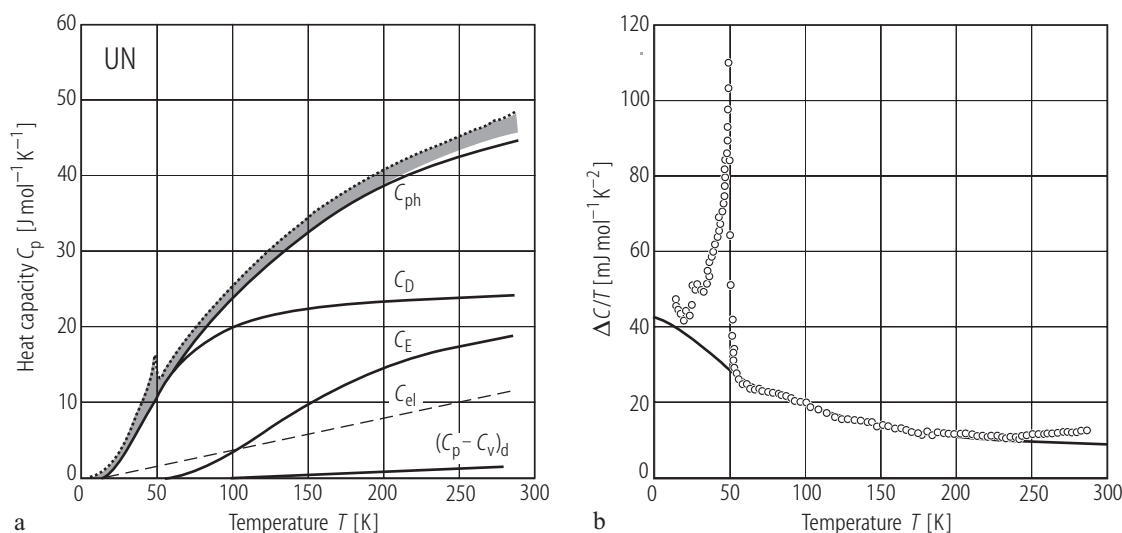 60
50
40
30
20
10
0
UN
C_ph
C_D
C_E
C_el
(C_p – C_v)_d
0 50 100 150 200 250 300
Heat capacity C_p [J mol⁻¹ K⁻¹]
Temperature T [K]
a
120
100
80
60
40
20
0
0 50 100 150 200 250 300
ΔC/T [mJ mol⁻¹ K⁻²]
Temperature T [K]
b